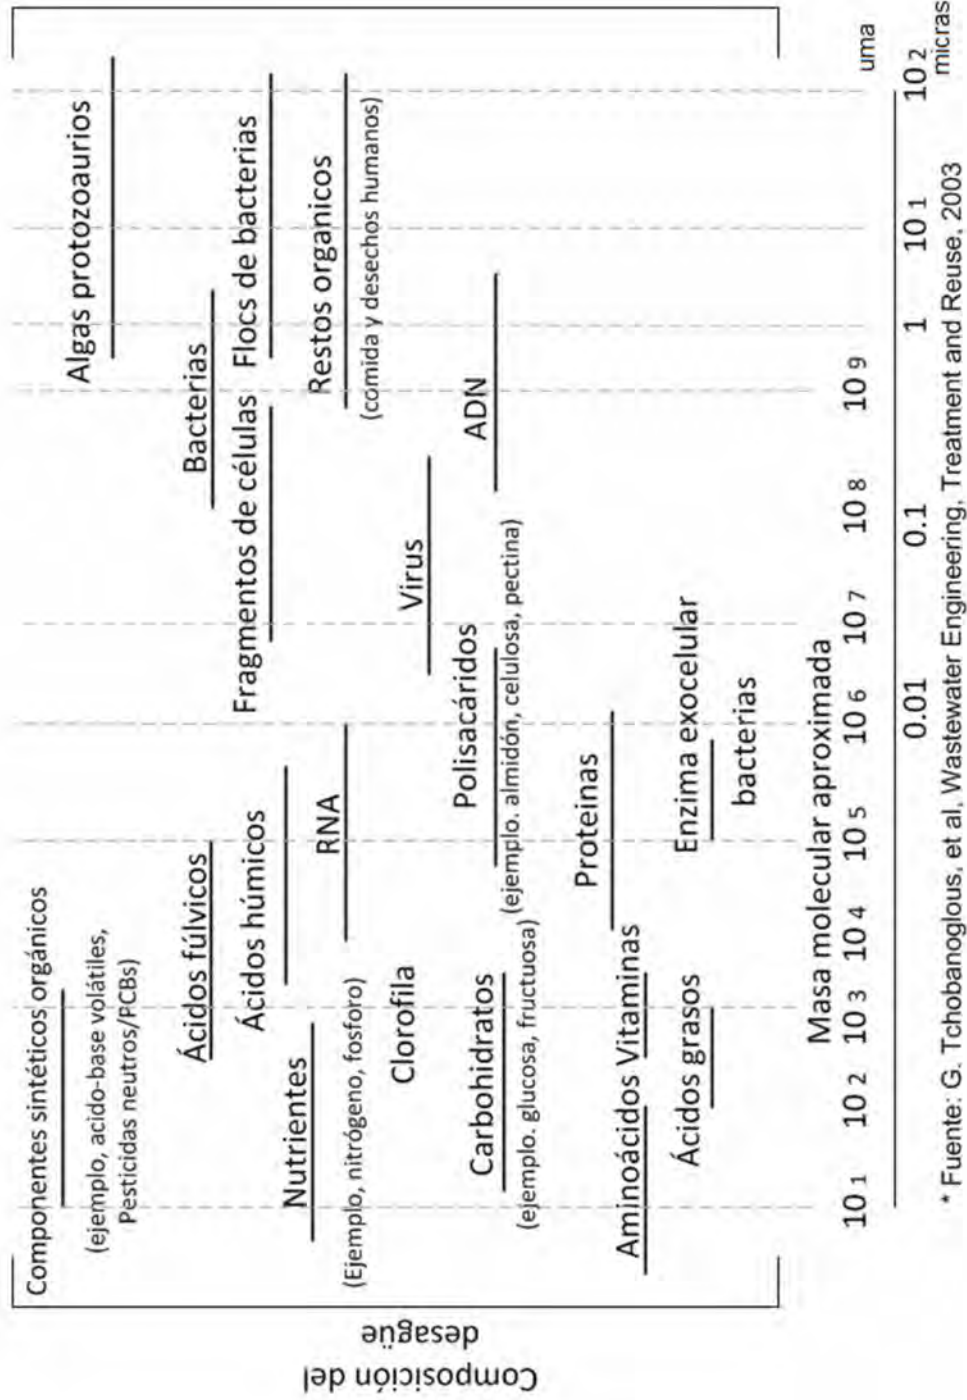 Composición del
desagüe
Componentes sintéticos orgánicos
(ejemplo, acido-base volátiles,
Pesticidas neutros/PCBs)
Algas protozoaurios
Ácidos fúlvicos
Bacterias
Ácidos húmicos
Fragmentos de células
Flocs de bacterias
Nutrientes
(Ejemplo, nitrógeno, fosforo)
RNA
Restos organicos
(comida y desechos humanos)
Clorofila
Virus
Carbohidratos
(ejemplo. glucosa, fructuosa)
Polisacáridos
(ejemplo. almidón, celulosa, pectina)
ADN
Aminoácidos
Vitaminas
Proteinas
Ácidos grasos
Enzima exocelular
bacterias
Masa molecular aproximada
10 1 10 2 10 3 10 4 10 5 10 6 10 7 10 8 10 9 uma
0.01 0.1 1 10 1 10 2 micras
* Fuente: G. Tchobanoglous, et al, Wastewater Engineering, Treatment and Reuse, 2003